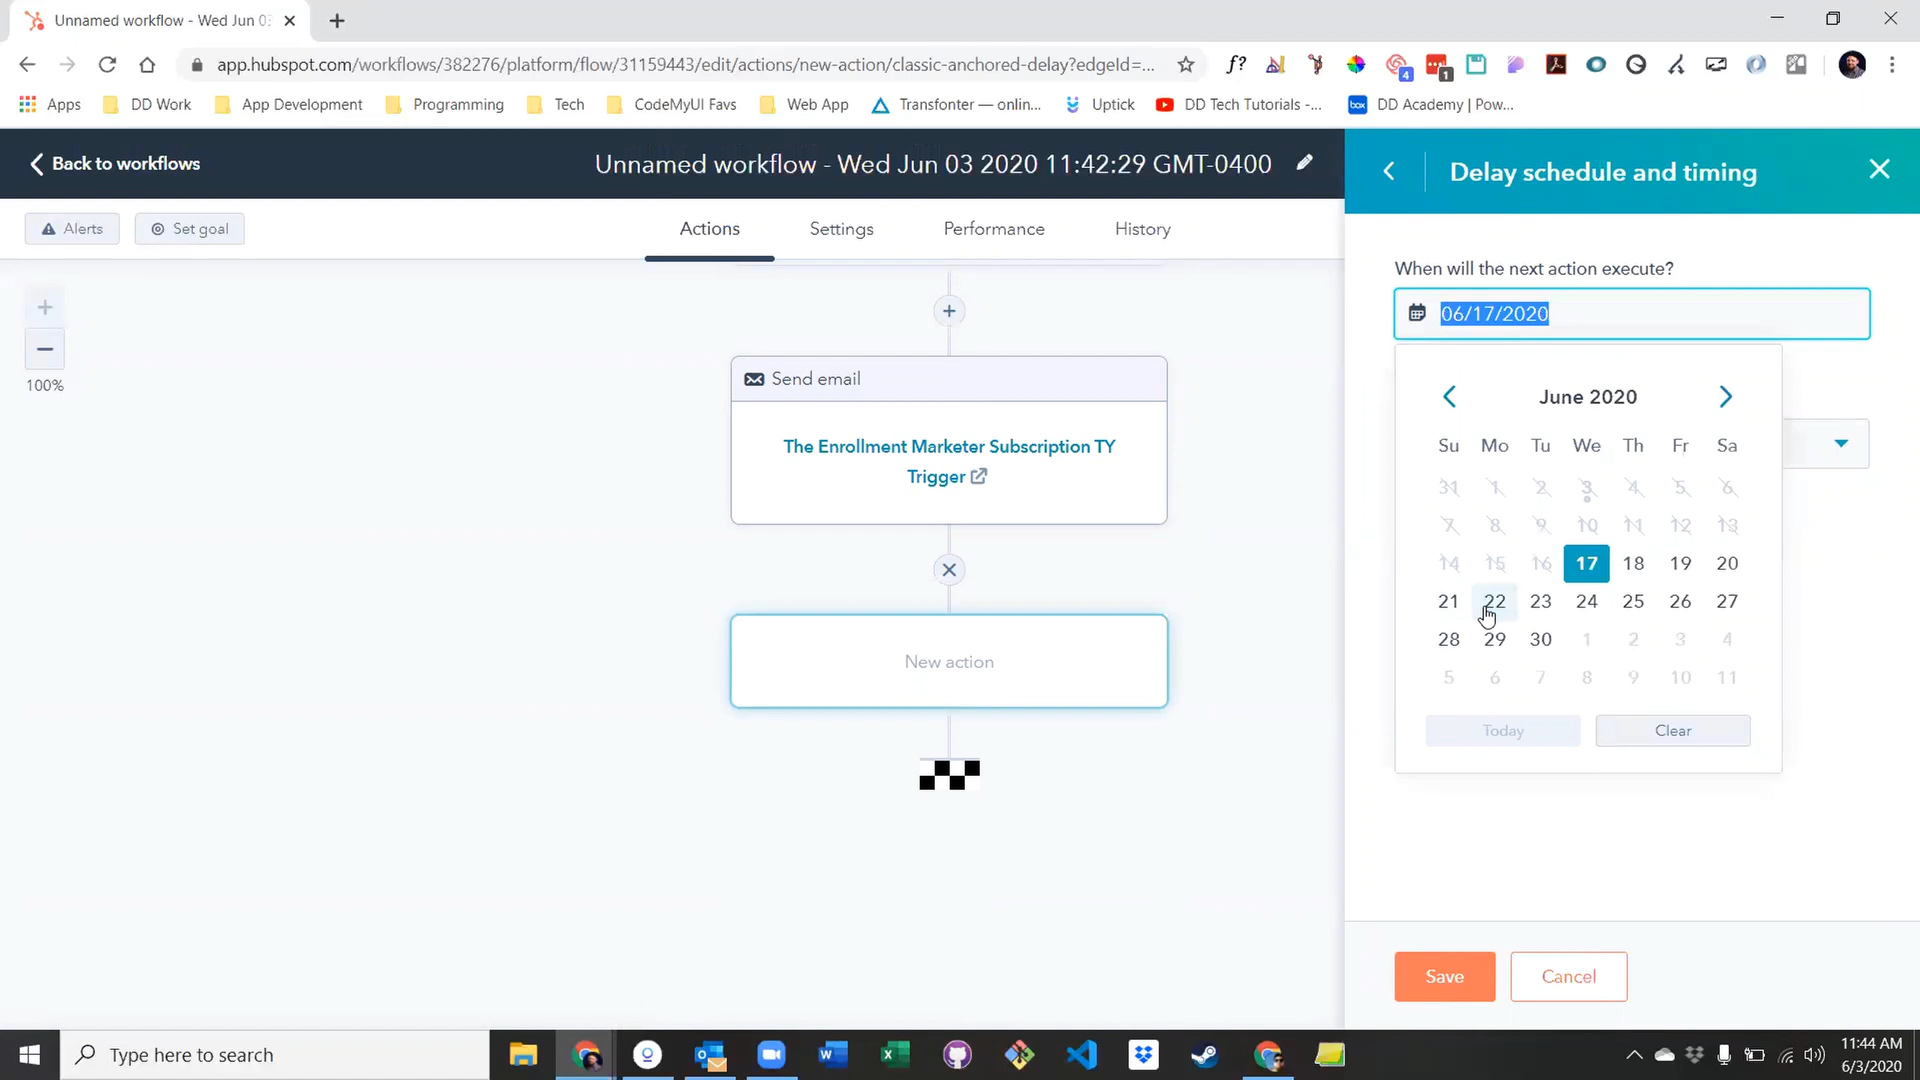 Unnamed workflow - Wed Jun 03
app.hubspot.com/workflows/382276/platform/flow/31159443/edit/actions/new-action/classic-anchored-delay?edgeId=...
f?
4
1
Apps
DD Work
App Development
Programming
Tech
CodeMyUI Favs
Web App
Transfonter — onlin...
Uptick
DD Tech Tutorials -...
box
DD Academy | Pow...
Back to workflows
Unnamed workflow - Wed Jun 03 2020 11:42:29 GMT-0400
Delay schedule and timing
Alerts
Set goal
Actions
Settings
Performance
History
100%
Send email
The Enrollment Marketer Subscription TY
Trigger
New action
When will the next action execute?
06/17/2020
June 2020
Su Mo Tu We Th Fr Sa
31 1 2 3 4 5 6
7 8 9 10 11 12 13
14 15 16 17 18 19 20
21 22 23 24 25 26 27
28 29 30 1 2 3 4
5 6 7 8 9 10 11
Today
Clear
Save
Cancel
Type here to search
11:44 AM
6/3/2020